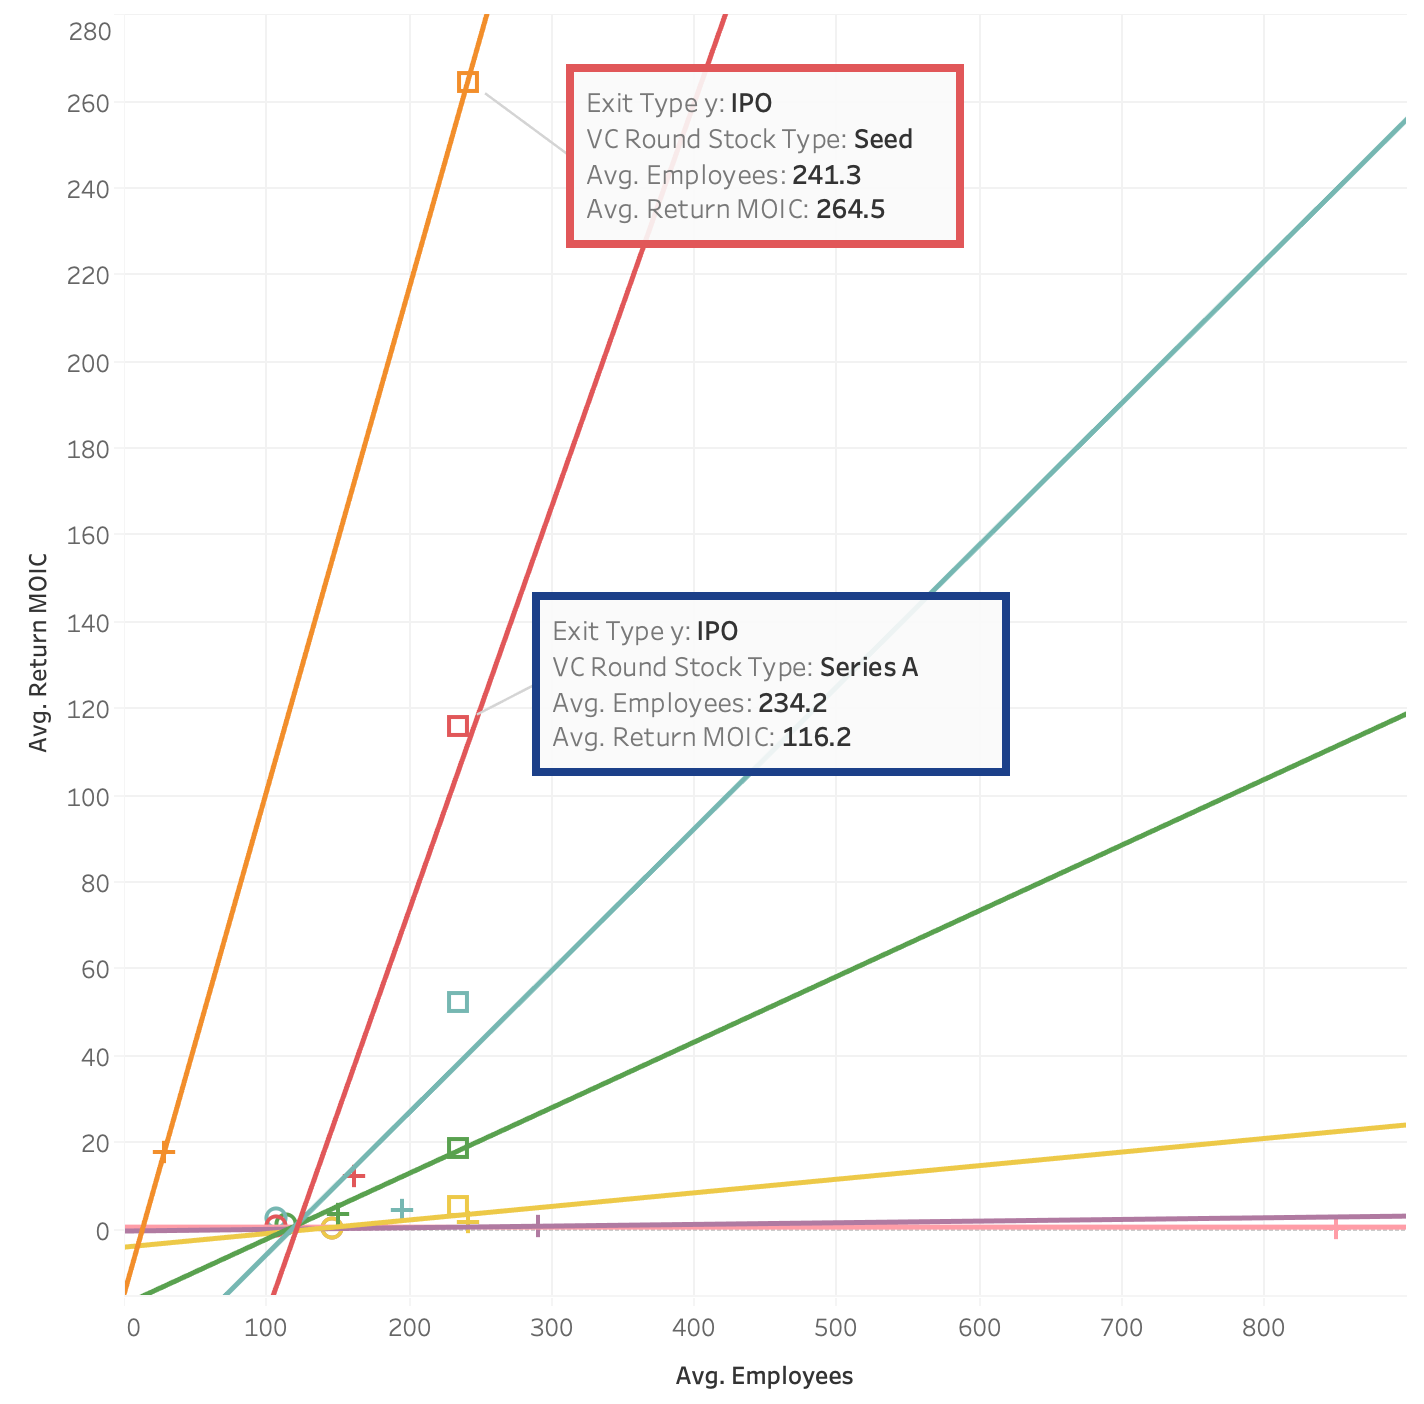 280
260
240
220
200
180
160
140
120
100
80
60
40
20
0
Avg. Return MOIC
Exit Type y: IPO
VC Round Stock Type: Seed
Avg. Employees: 241.3
Avg. Return MOIC: 264.5
Exit Type y: IPO
VC Round Stock Type: Series A
Avg. Employees: 234.2
Avg. Return MOIC: 116.2
0 100 200 300 400 500 600 700 800
Avg. Employees